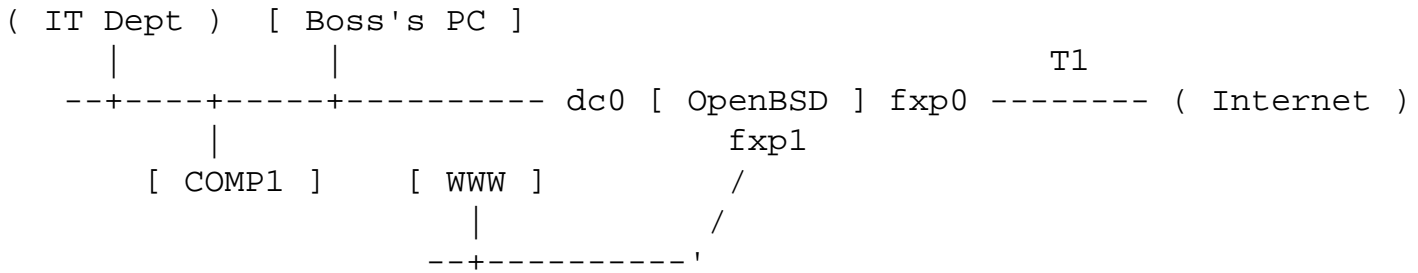 ( IT Dept ) [ Boss's PC ]
T1
--+----+-----+---------- dc0 [ OpenBSD ] fxp0 -------- ( Internet )
fxp1
[ COMP1 ] [ WWW ] /
| /
--+----------'